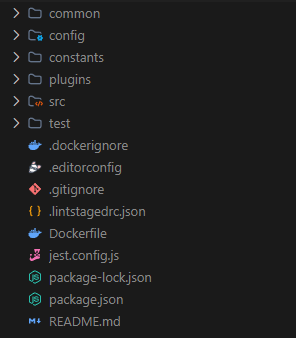 common
config
constants
plugins
src
test
.dockerignore
.editorconfig
.gitignore
.lintstagedrc.json
Dockerfile
jest.config.js
package-lock.json
package.json
README.md